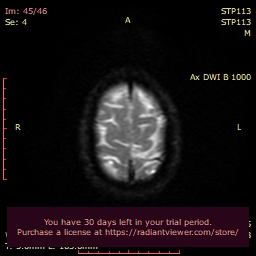 Im: 45/46
Se: 4
A
STP113
STP113
M
Ax DWI B 1000
R
L
You have 30 days left in your trial period.
Purchase a license at https://radiantviewer.com/store/